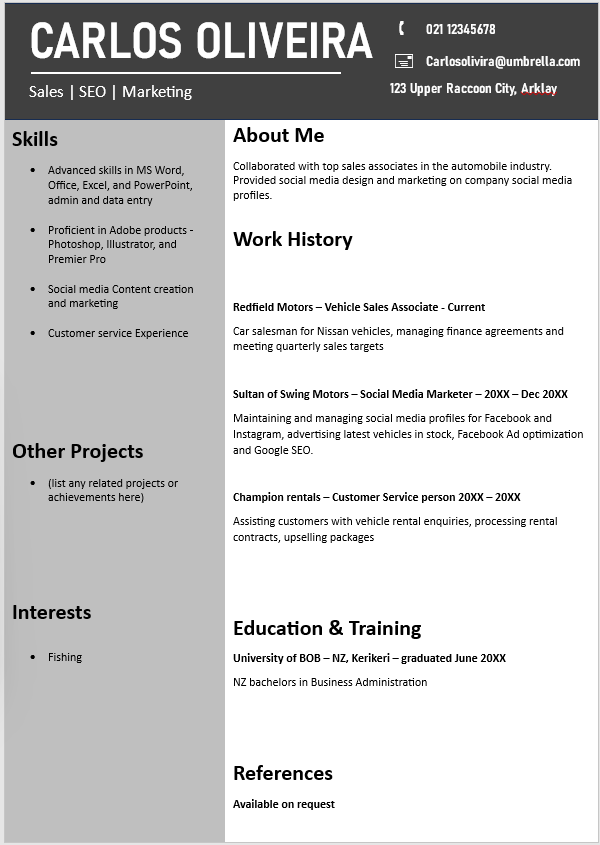 CARLOS OLIVEIRA
Sales | SEO | Marketing
021 12345678
Carlosolivira@umbrella.com
123 Upper Raccoon City, Arklay
Skills
• Advanced skills in MS Word,
Office, Excel, and PowerPoint,
admin and data entry
• Proficient in Adobe products -
Photoshop, Illustrator, and
Premier Pro
• Social media Content creation
and marketing
• Customer service Experience
Other Projects
• (list any related projects or
achievements here)
Interests
• Fishing
About Me
Collaborated with top sales associates in the automobile industry.
Provided social media design and marketing on company social media
profiles.
Work History
Redfield Motors – Vehicle Sales Associate - Current
Car salesman for Nissan vehicles, managing finance agreements and
meeting quarterly sales targets
Sultan of Swing Motors – Social Media Marketer – 20XX – Dec 20XX
Maintaining and managing social media profiles for Facebook and
Instagram, advertising latest vehicles in stock, Facebook Ad optimization
and Google SEO.
Champion rentals – Customer Service person 20XX – 20XX
Assisting customers with vehicle rental enquiries, processing rental
contracts, upselling packages
Education & Training
University of BOB – NZ, Kerikeri – graduated June 20XX
NZ bachelors in Business Administration
References
Available on request